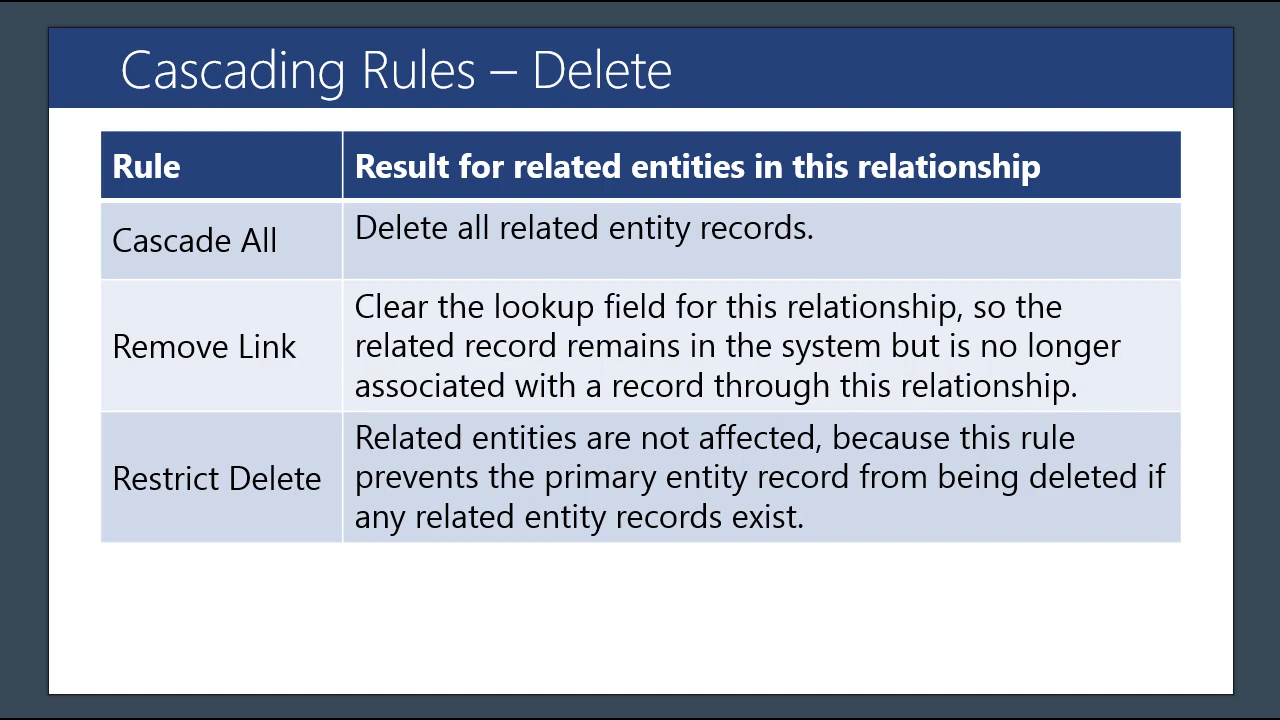 Cascading Rules – Delete
Rule
Result for related entities in this relationship
Cascade All
Delete all related entity records.
Remove Link
Clear the lookup field for this relationship, so the
related record remains in the system but is no longer
associated with a record through this relationship.
Restrict Delete
Related entities are not affected, because this rule
prevents the primary entity record from being deleted if
any related entity records exist.